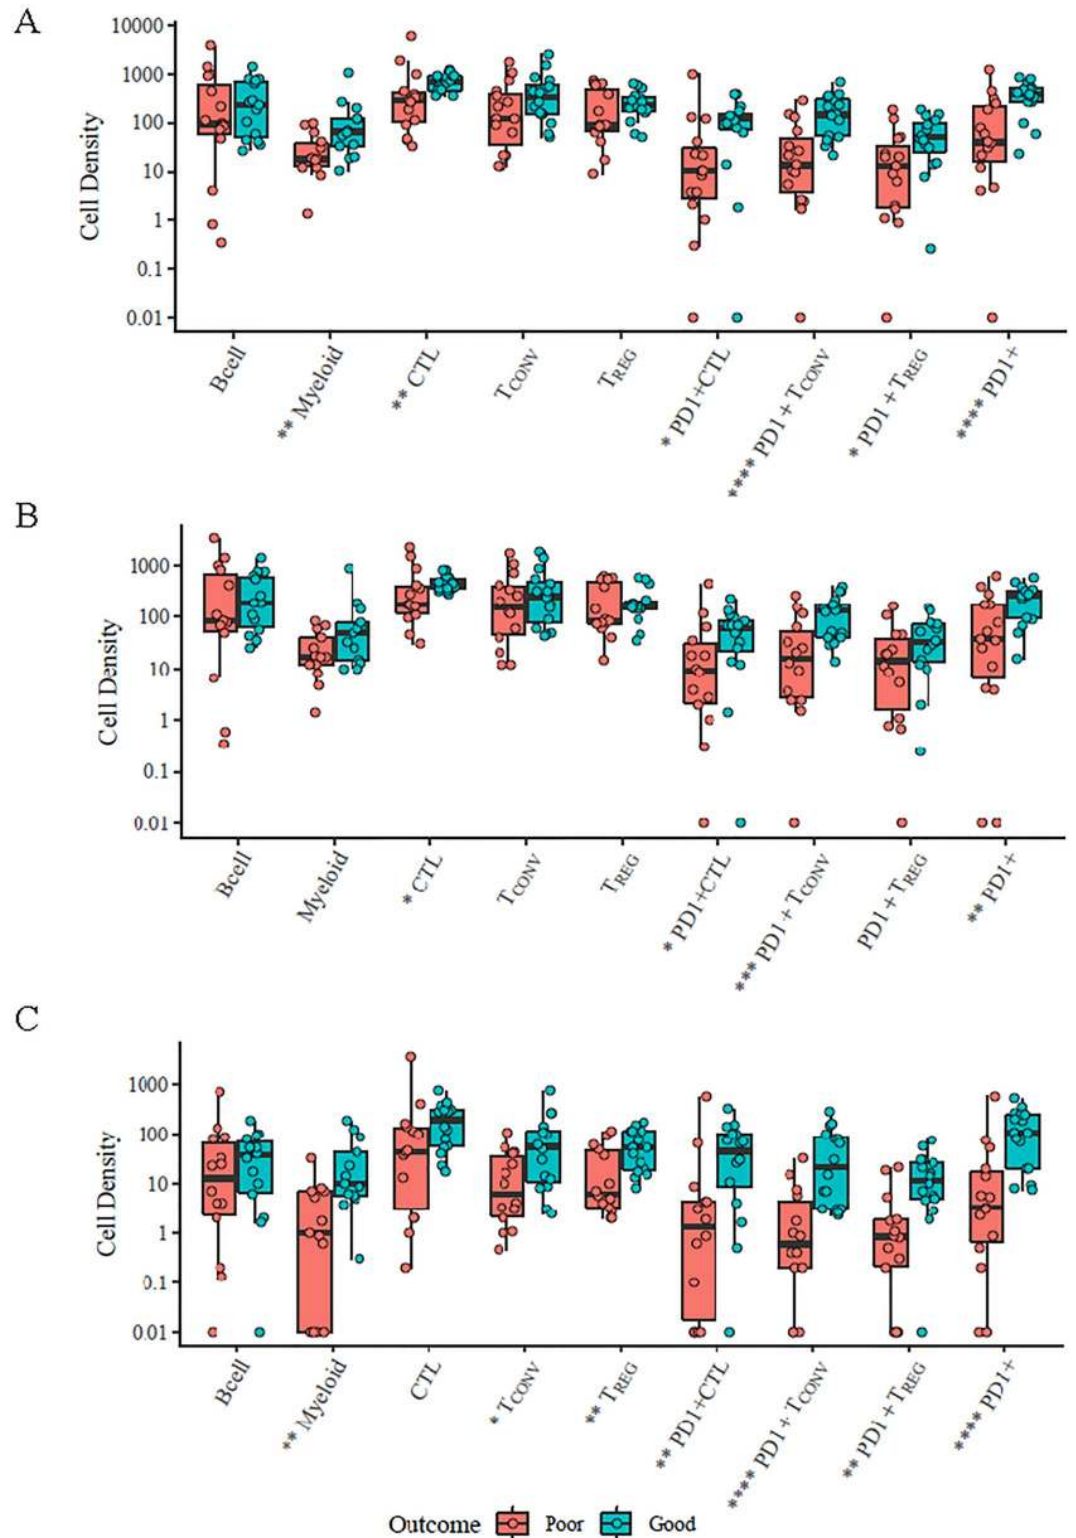 A
10000
1000
100
10
1
0.1
0.01
Cell Density
Bcell
** Myeloid
** CTL
TCONV
TREG
* PD1+CTL
**** PD1+TCONV
* PD1+TREG
**** PD1+
B
1000
100
10
1
0.1
0.01
Cell Density
Bcell
Myeloid
* CTL
TCONV
TREG
* PD1+CTL
*** PD1+TCONV
PD1+TREG
** PD1+
C
1000
100
10
1
0.1
0.01
Cell Density
Bcell
** Myeloid
CTL
* TCONV
** TREG
** PD1+CTL
**** PD1+TCONV
** PDi+TREG
**** PD1+
Outcome Poor Good